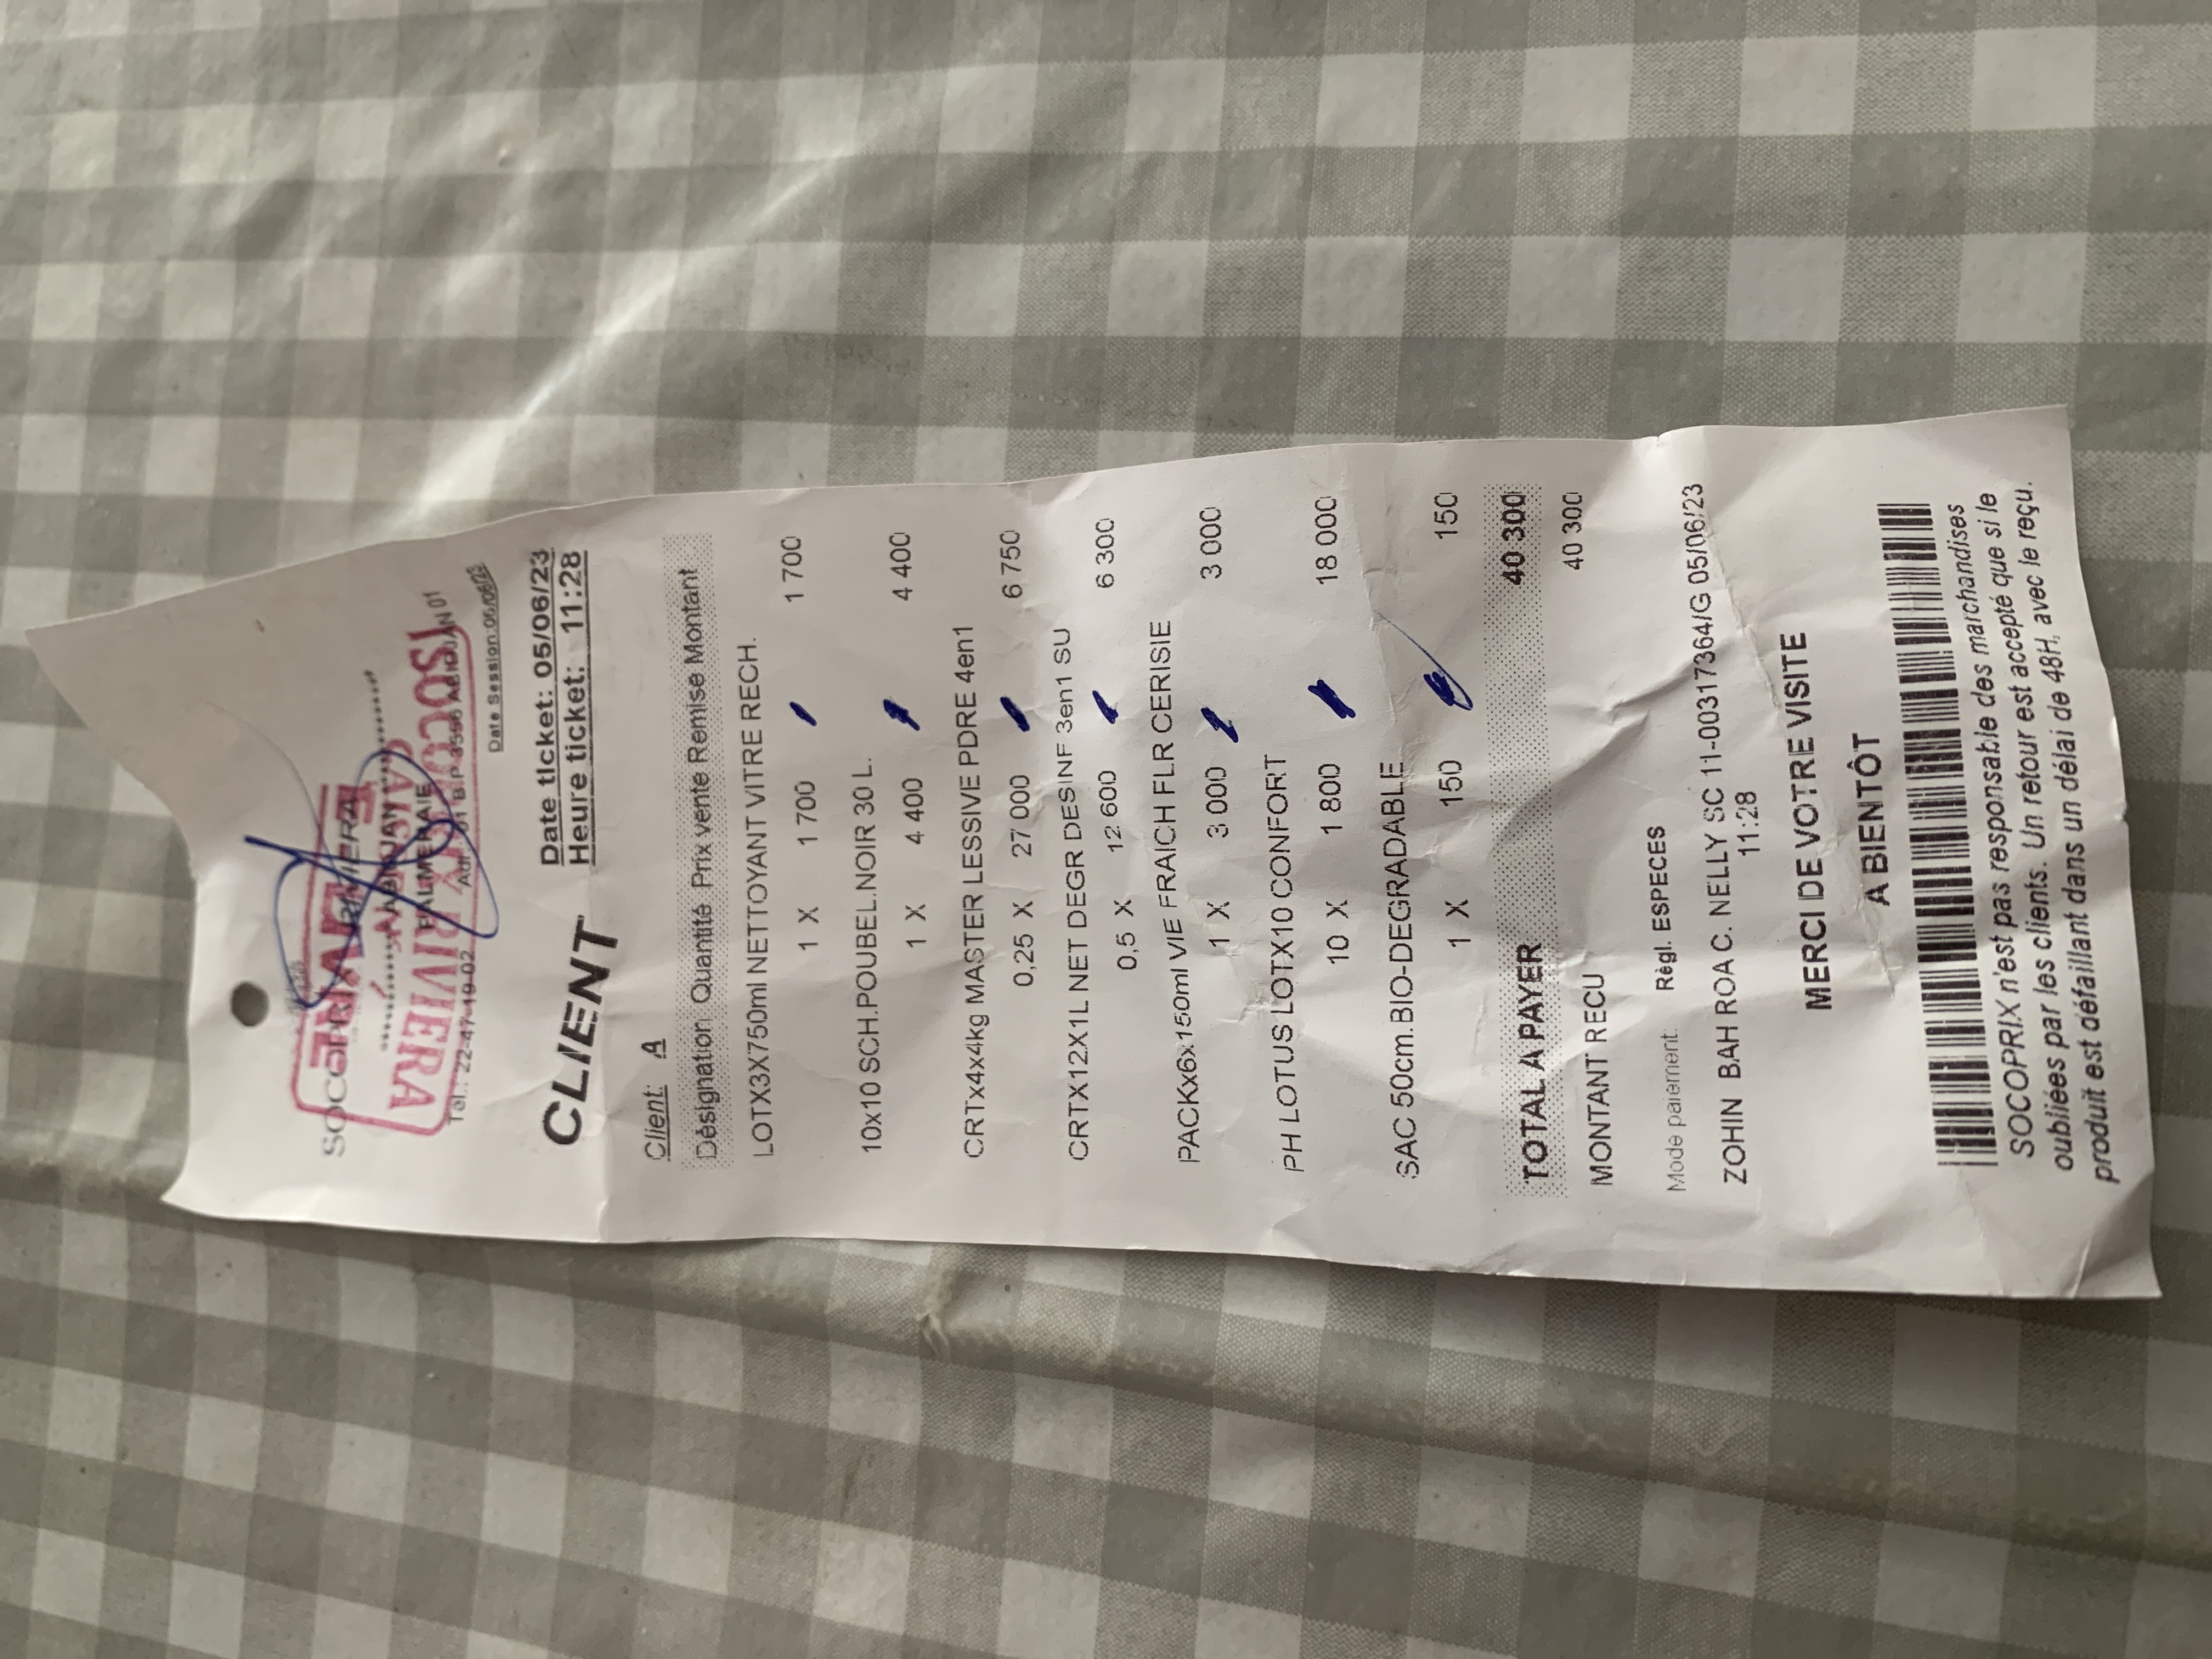 SOCOPRIX RIVIERA
LIVRÉ
ABIDJAN
CAISSE N
PALMERAIE
SOCOPRIX RIVIERA
Tél.: 22-47-19-02 Adr.: 01 B.P 3556 ABIDJAN 01
Date Session:05/06/23
CLIENT
Date ticket: 05/06/23
Heure ticket: 11:28
Client: A
Désignation Quantité Prix vente Remise Montant
LOTX3X750ml NETTOYANT VITRE RECH.
1 X 1 700 1 700
10x10 SCH.POUBEL.NOIR 30 L.
1 X 4 400 4 400
CRTx4x4kg MASTER LESSIVE PDRE 4en1
0,25 X 27 000 6 750
CRTX12X1L NET DEGR DESINF 3en1 SU
0,5 X 12 600 6 300
PACKx6x150ml VIE FRAICH FLR CERISIE
1 X 3 000 3 000
PH LOTUS LOTX10 CONFORT
10 X 1 800 18 000
SAC 50cm.BIO-DEGRADABLE
1 X 150 150
TOTAL A PAYER 40 300
MONTANT RECU 40 300
Mode paiement: Règl. ESPECES
ZOHIN BAH ROA C. NELLY SC 11-00317364/G 05/06/23
11:28
MERCI DE VOTRE VISITE
A BIENTÔT
SOCOPRIX n'est pas responsable des marchandises
oubliées par les clients. Un retour est accepté que si le
produit est défaillant dans un délai de 48H, avec le reçu.